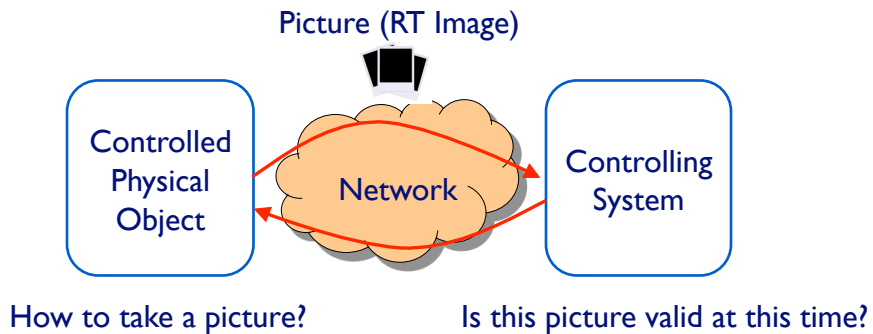 Picture (RT Image)
Controlled
Physical
Object
Network
Controlling
System
How to take a picture?
Is this picture valid at this time?